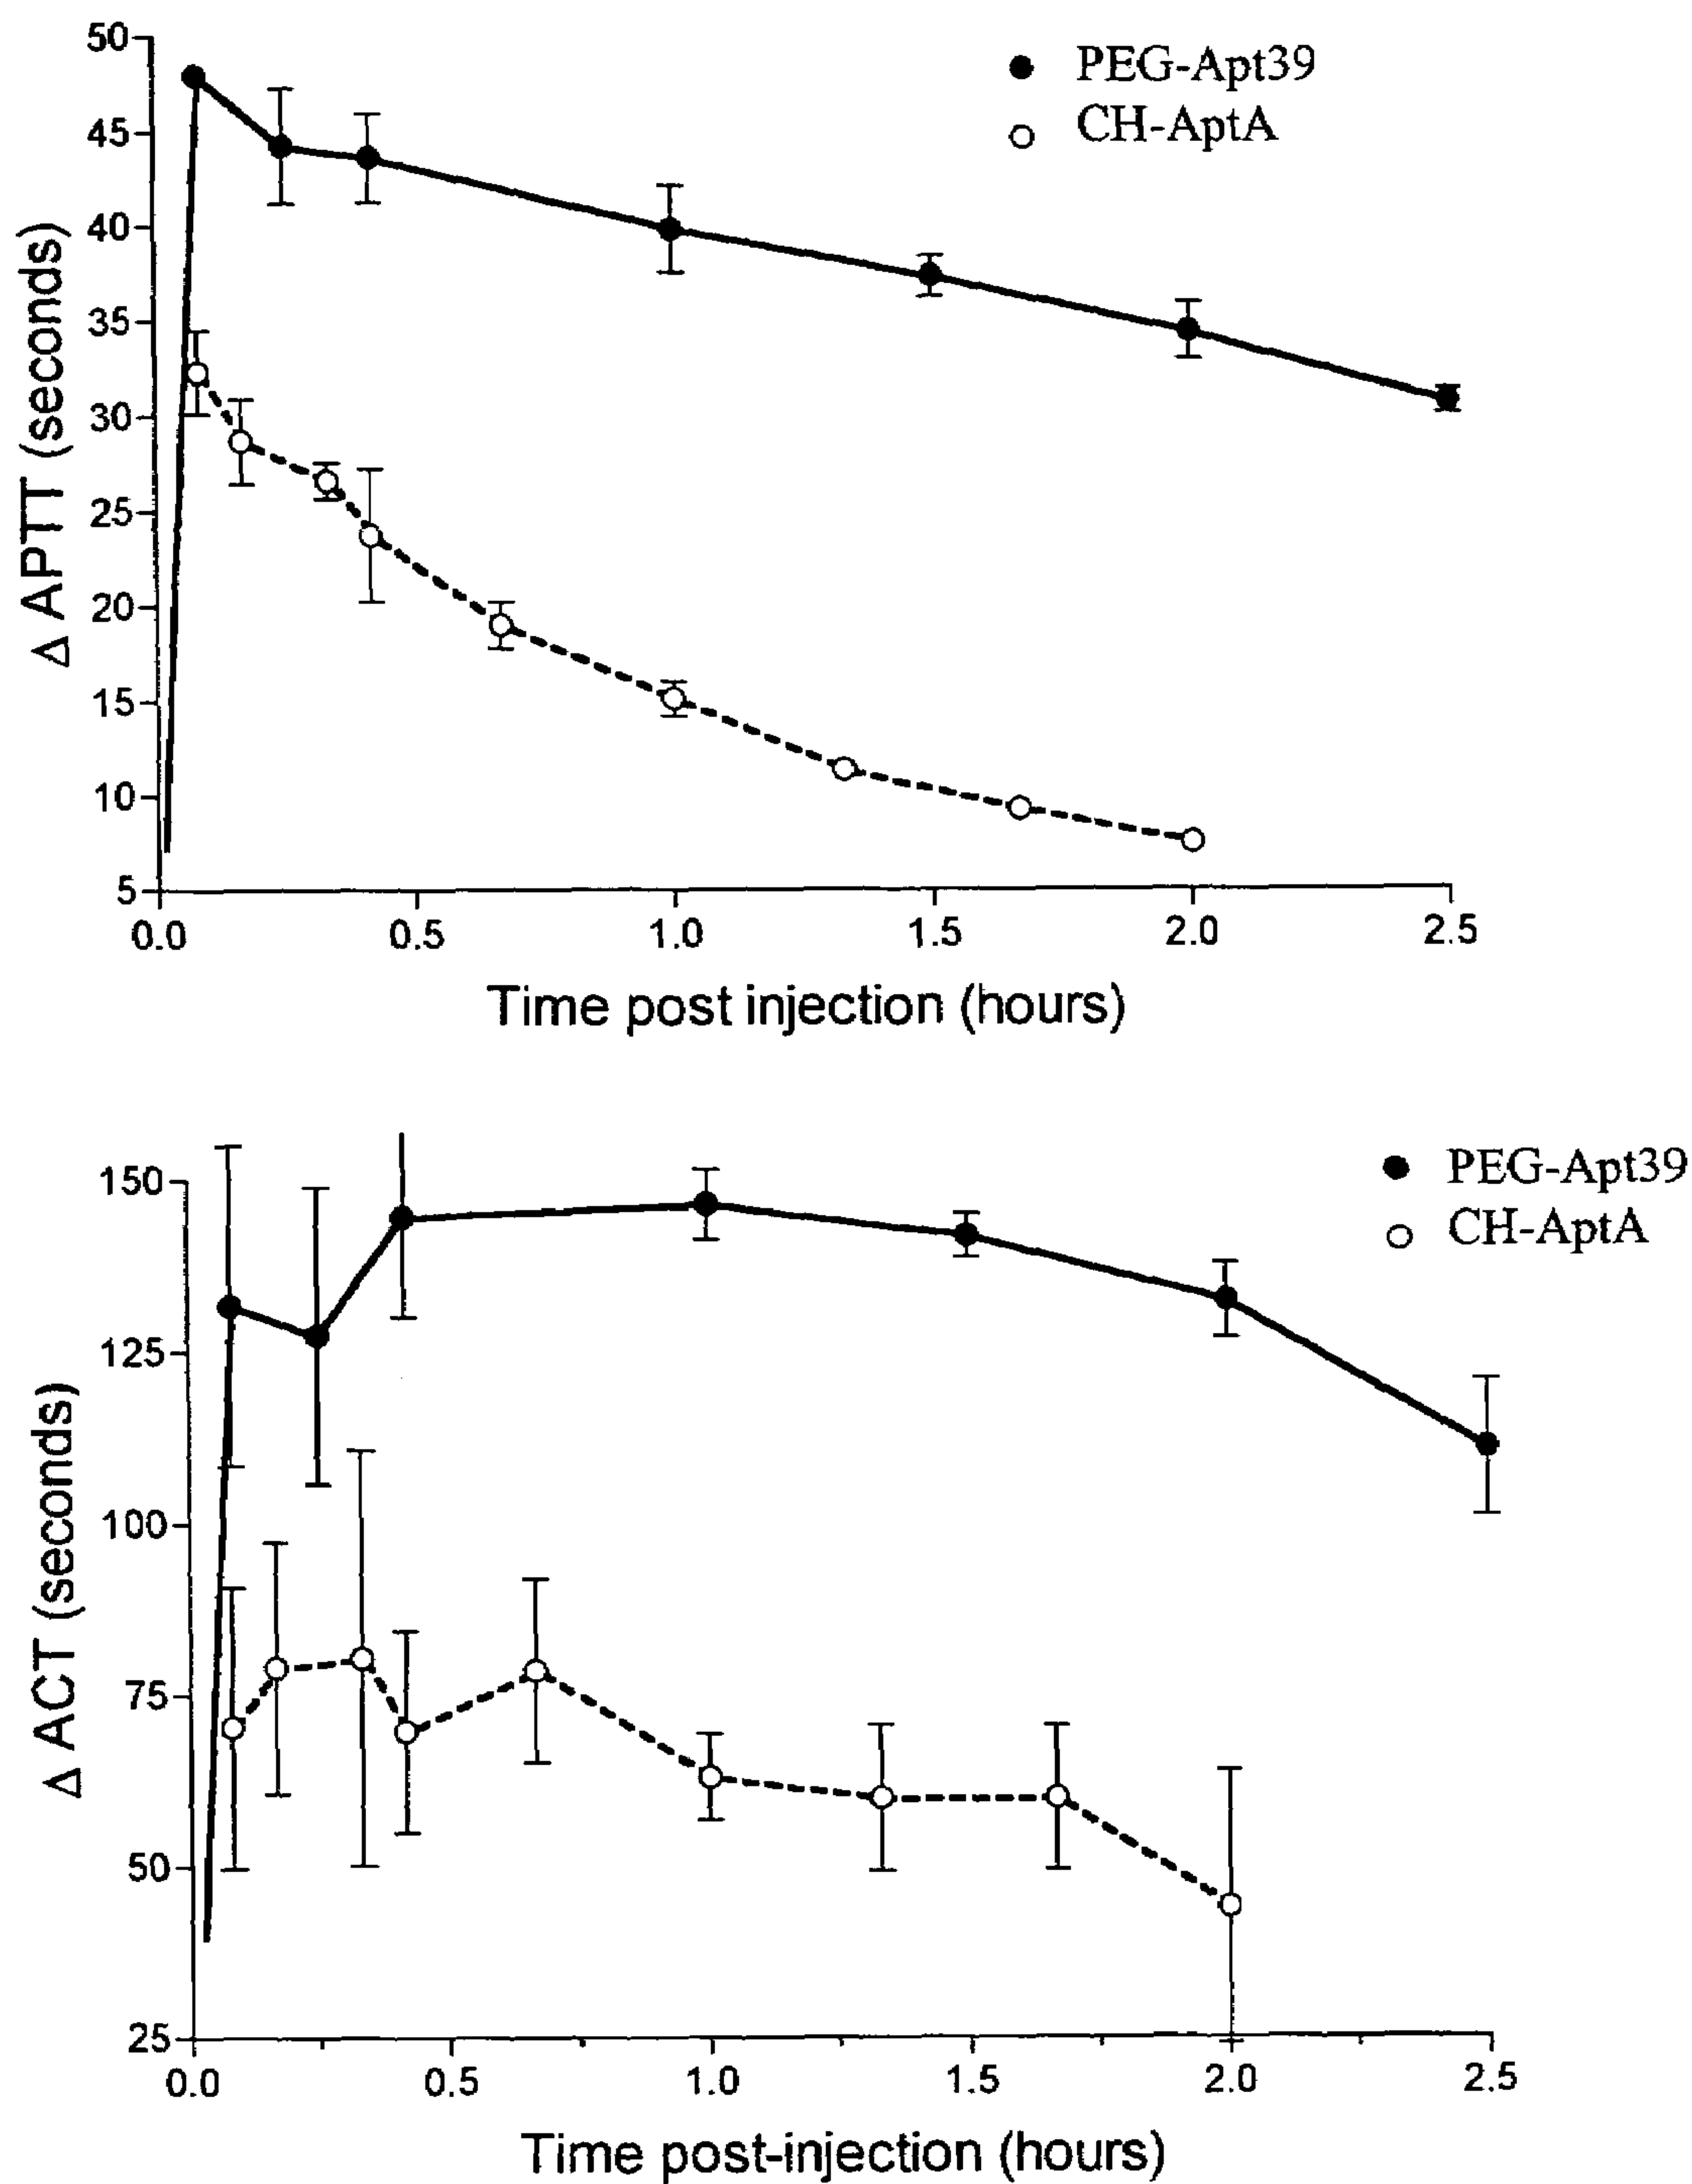 50
PEG-Apt39
CH-AptA
45
40
35
30
25
20
15
10
5
Δ APTT (seconds)
0.0 0.5 1.0 1.5 2.0 2.5
Time post injection (hours)
PEG-Apt39
CH-AptA
150
125
100
75
50
25
Δ ACT (seconds)
0.0 0.5 1.0 1.5 2.0 2.5
Time post-injection (hours)